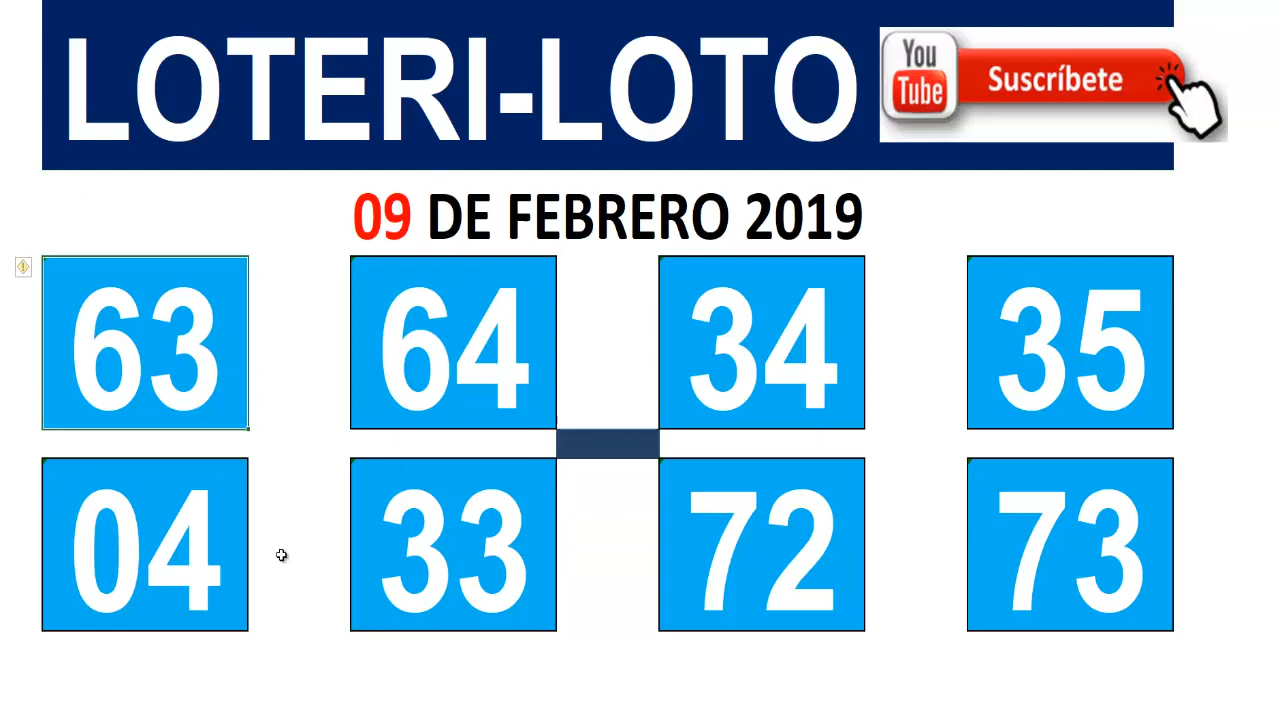 LOTERI-LOTO
You
Tube
Suscríbete
09 DE FEBRERO 2019
63 64 34 35
04 33 72 73